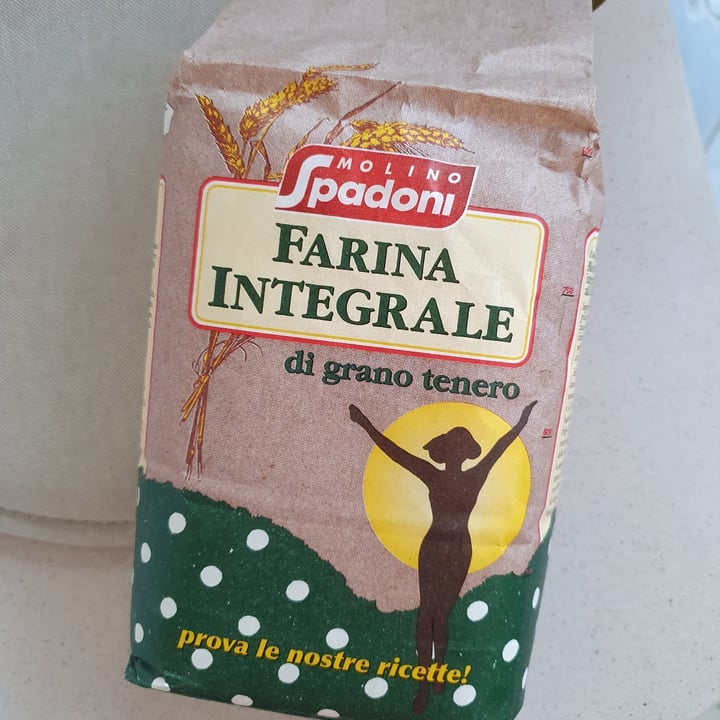 MOLINO
Spadoni
FARINA
INTEGRALE
di grano tenero
prova le nostre ricette!